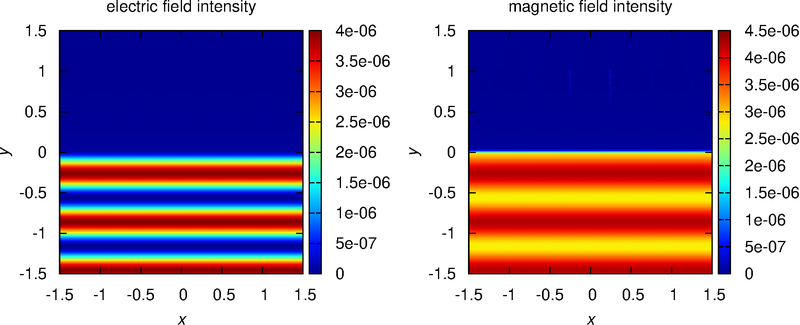 electric field intensity
1.5
1
0.5
0
-0.5
-1
-1.5
y
-1.5 -1 -0.5 0 0.5 1 1.5
x
4e-06
3.5e-06
3e-06
2.5e-06
2e-06
1.5e-06
1e-06
5e-07
0
magnetic field intensity
1.5
1
0.5
0
-0.5
-1
-1.5
y
-1.5 -1 -0.5 0 0.5 1 1.5
x
4.5e-06
4e-06
3.5e-06
3e-06
2.5e-06
2e-06
1.5e-06
1e-06
5e-07
0